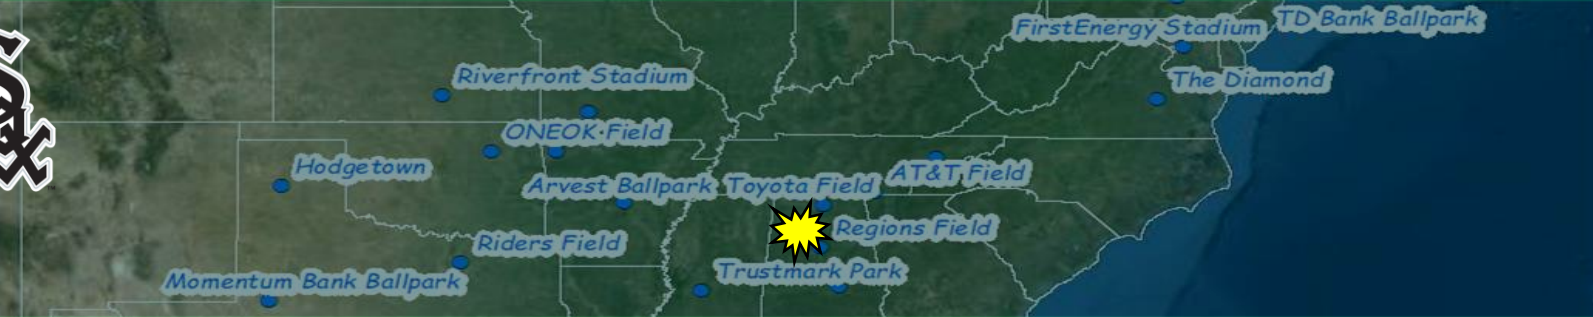 FirstEnergy Stadium
TD Bank Ballpark
Riverfront Stadium
The Diamond
ONEOK Field
Hodgetown
AT&T Field
Arvest Ballpark
Toyota Field
Regions Field
Riders Field
Trustmark Park
Momentum Bank Ballpark